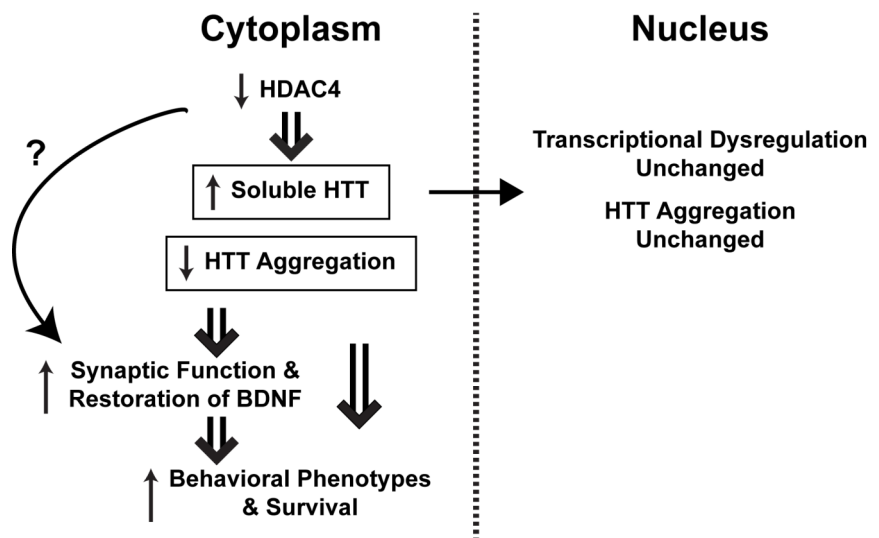 Cytoplasm
Nucleus
HDAC4
?
Soluble HTT
Transcriptional Dysregulation
Unchanged
HTT Aggregation
Unchanged
HTT Aggregation
Synaptic Function &
Restoration of BDNF
Behavioral Phenotypes
& Survival